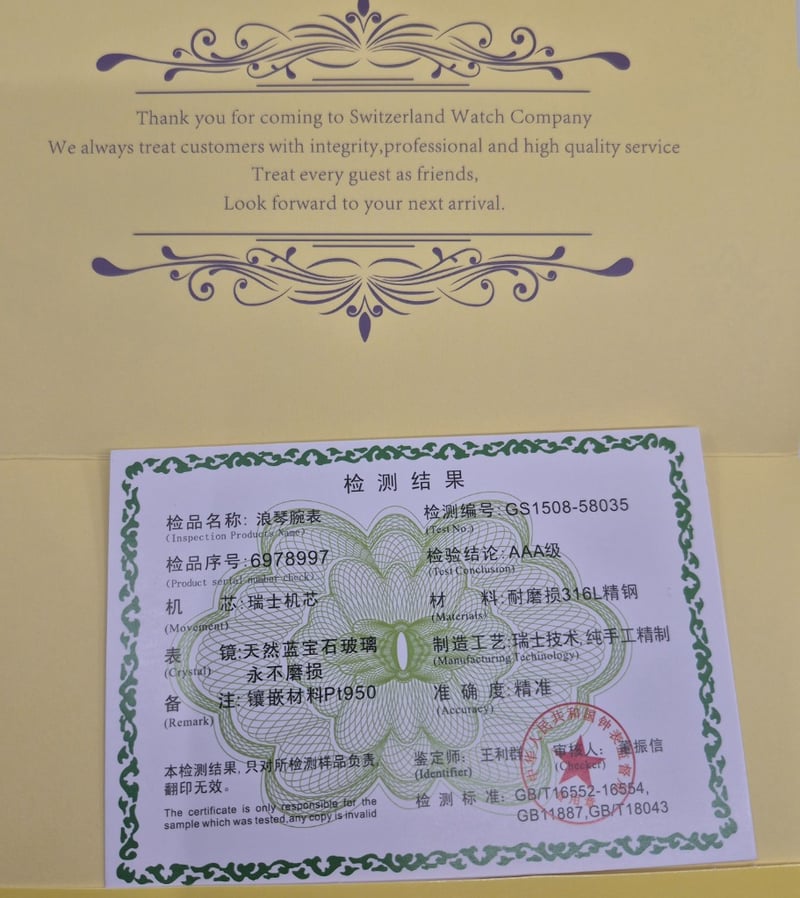 Thank you for coming to Switzerland Watch Company
We always treat customers with integrity,professional and high quality service
Treat every guest as friends,
Look forward to your next arrival.
检测结果
检品名称: 浪琴腕表
(Inspection Products Name)
检测编号: GS1508-58035
(Test No.)
检品序号: 6978997
(Product serial number check)
检验结论: AAA级
(Test Conclusion)
机 芯: 瑞士机芯
(Movement)
材 料: 耐磨损316L精钢
(Materials)
表 镜: 天然蓝宝石玻璃
(Crystal) 永不磨损
制造工艺: 瑞士技术,纯手工精制
(Manufacturing Techinology)
备 注: 镶嵌材料Pt950
(Remark)
准 确 度: 精准
(Accuracy)
本检测结果,只对所检测样品负责,
翻印无效。
The certificate is only responsible for the
sample which was tested,any copy is invalid
鉴定师: 王利群
(Identifier)
审核人: 振信
(Checker)
检 测 标 准: GB/T16552-16554,
GB11887,GB/T18043